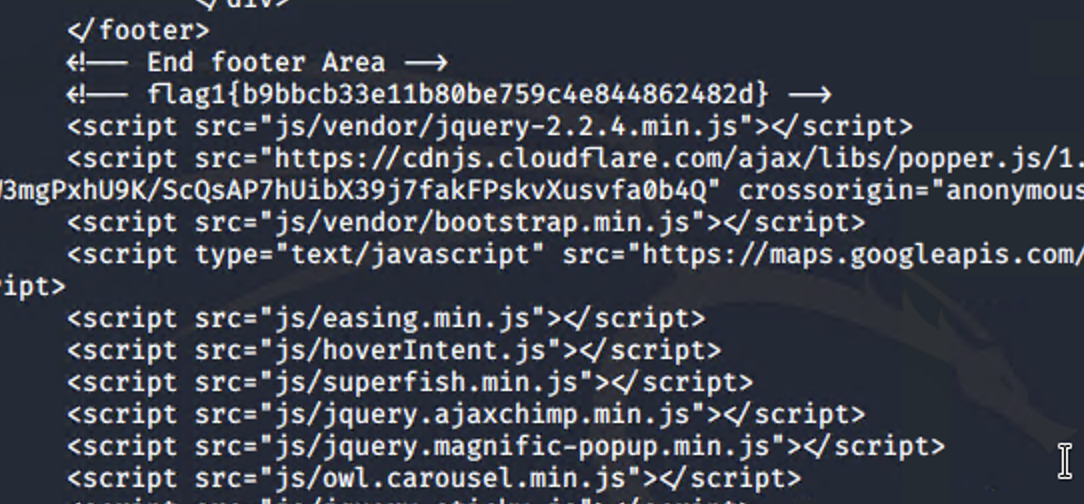 </div>
</footer>
<!-- End footer Area -->
<!-- flag1{b9bbcb33e11b80be759c4e844862482d} -->
<script src="js/vendor/jquery-2.2.4.min.js"></script>
<script src="https://cdnjs.cloudflare.com/ajax/libs/popper.js/1.
W3mgPxhU9K/ScQsAP7hUibX39j7fakFPskvXusvfa0b4Q" crossorigin="anonymous
<script src="js/vendor/bootstrap.min.js"></script>
<script type="text/javascript" src="https://maps.googleapis.com/
ipt>
<script src="js/easing.min.js"></script>
<script src="js/hoverIntent.js"></script>
<script src="js/superfish.min.js"></script>
<script src="js/jquery.ajaxchimp.min.js"></script>
<script src="js/jquery.magnific-popup.min.js"></script>
<script src="js/owl.carousel.min.js"></script>